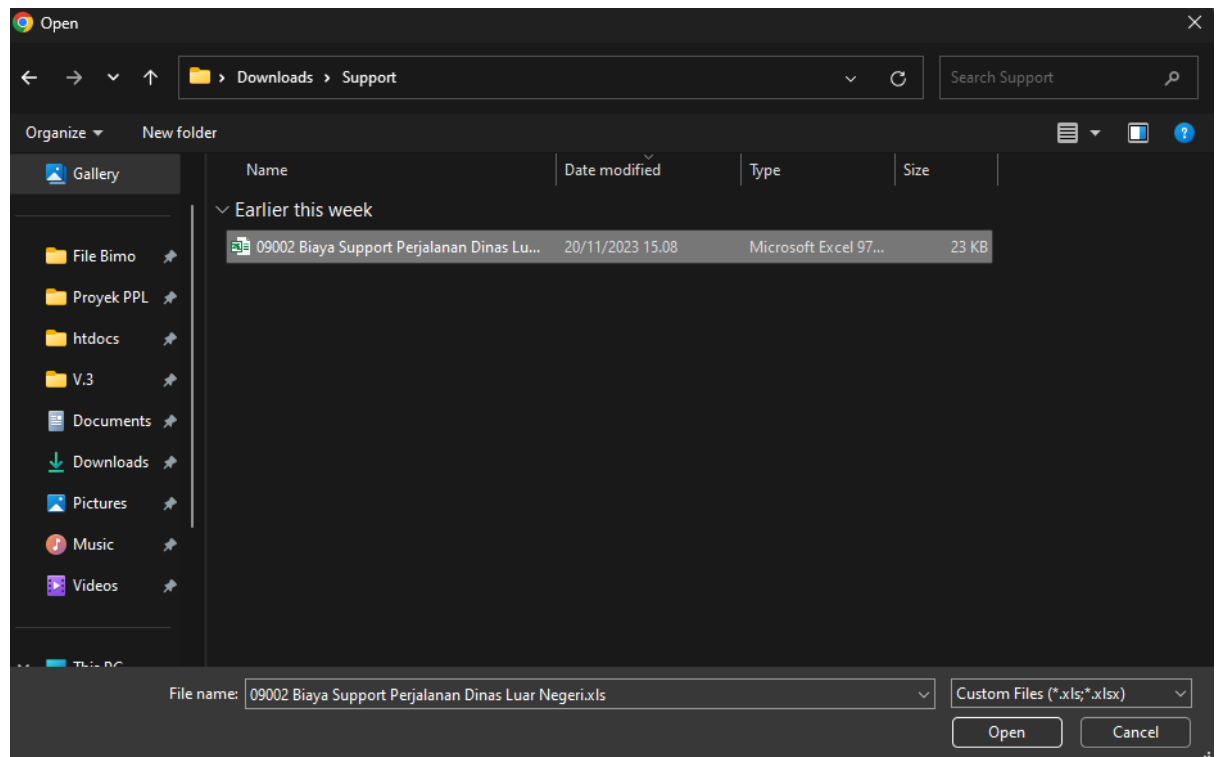 Open
Downloads > Support
Search Support
Organize
New folder
Gallery
Name
Date modified
Type
Size
Earlier this week
09002 Biaya Support Perjalanan Dinas Lu... 20/11/2023 15.08 Microsoft Excel 97... 23 KB
File Bimo
Proyek PPL
htdocs
V.3
Documents
Downloads
Pictures
Music
Videos
This PC
File name: 09002 Biaya Support Perjalanan Dinas Luar Negeri.xls
Custom Files (*.xls;*.xlsx)
Open
Cancel